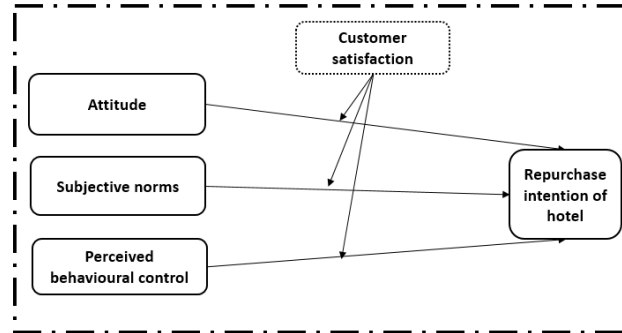 Customer
satisfaction
Attitude
Subjective norms
Repurchase
intention of
hotel
Perceived
behavioural control